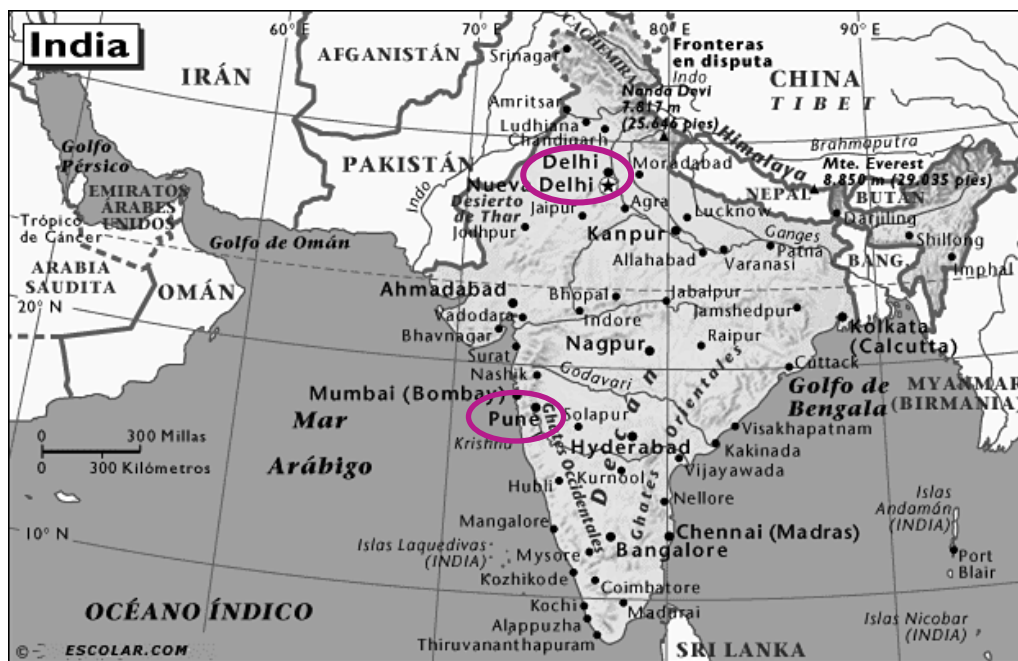 India
60° E
70° E
80° E
90° E
IRÁN
AFGANISTÁN
Srinagar
CACHEMIRA
Fronteras
en disputa
Indo
Nanda Devi
7.817 m
(25.646 pies)
CHINA
TIBET
Amritsar
Ludhiana
Chandigarh
Golfo
Pérsico
PAKISTÁN
Delhi
Moradabad
Himalaya
Brahmaputra
Mte. Everest
8.850 m (29.035 pies)
EMIRATOS
ÁRABES
UNIDOS
Indo
Nueva Delhi
Desierto
de Thar
Agra
NEPAL
BUTÁN
Trópico
de Cáncer
Golfo de Omán
Jaipur
Jodhpur
Lucknow
Darjiling
Kanpur
Ganges
Shillong
ARABIA
SAUDITA
OMÁN
Allahabad
Varanasi
Patna
BANG.
Imphal
20° N
Ahmadabad
Bhopal
Jabalpur
Vadodara
Indore
Jamshedpur
Bhavnagar
Nagpur
Raipur
Kolkata
(Calcutta)
Surat
Cuttack
Nashik
Godavari
Mumbai (Bombay)
Golfo de
Bengala
MYANMAR
(BIRMANIA)
Mar
Arábigo
0 300 Millas
0 300 Kilómetros
Pune
Solapur
Krishna
Deccan
Ghates Orientales
Ghates Occidentales
Visakhapatnam
Hyderabad
Kakinada
Vijayawada
Kurnool
Hubli
Nellore
Islas
Andamán
(INDIA)
10° N
Mangalore
Chennai (Madras)
Islas Laquedivas
(INDIA)
Mysore
Bangalore
Port
Blair
Kozhikode
Coimbatore
OCÉANO ÍNDICO
Kochi
Madurai
Islas Nicobar
(INDIA)
Alappuzha
Thiruvananthapuram
SRI LANKA
© ESCOLAR.COM